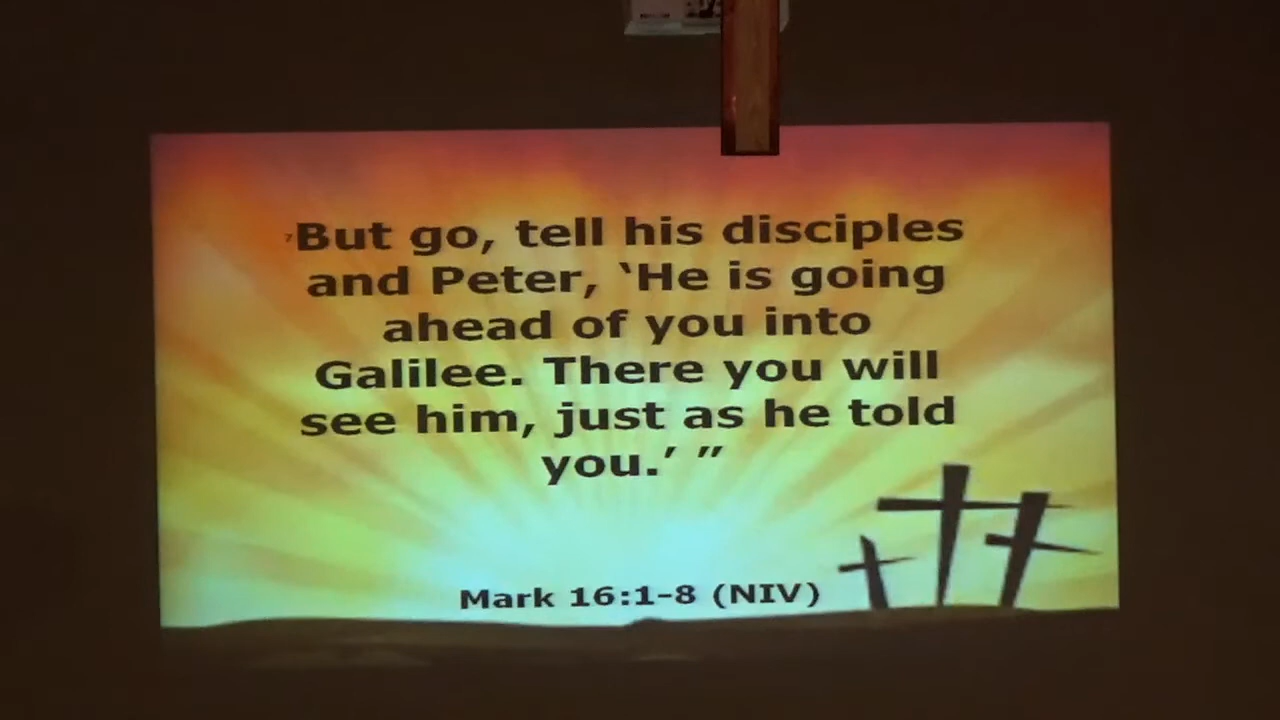 ⁷But go, tell his disciples
and Peter, ‘He is going
ahead of you into
Galilee. There you will
see him, just as he told
you.’ ”
Mark 16:1-8 (NIV)